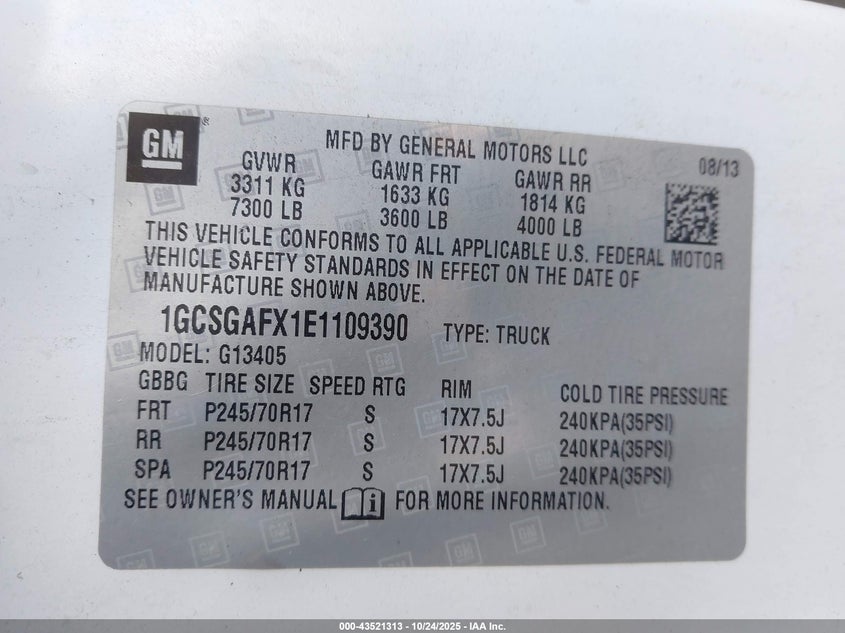 GM
MFD BY GENERAL MOTORS LLC
08/13
GVWR GAWR FRT GAWR RR
3311 KG 1633 KG 1814 KG
7300 LB 3600 LB 4000 LB
THIS VEHICLE CONFORMS TO ALL APPLICABLE U.S. FEDERAL MOTOR
VEHICLE SAFETY STANDARDS IN EFFECT ON THE DATE OF
MANUFACTURE SHOWN ABOVE.
1GCSGAFX1E1109390 TYPE: TRUCK
MODEL: G13405
GBBG TIRE SIZE SPEED RTG RIM COLD TIRE PRESSURE
FRT P245/70R17 S 17X7.5J 240KPA(35PSI)
RR P245/70R17 S 17X7.5J 240KPA(35PSI)
SPA P245/70R17 S 17X7.5J 240KPA(35PSI)
SEE OWNER'S MANUAL i FOR MORE INFORMATION.
000-43521313 - 10/24/2025 - IAA Inc.